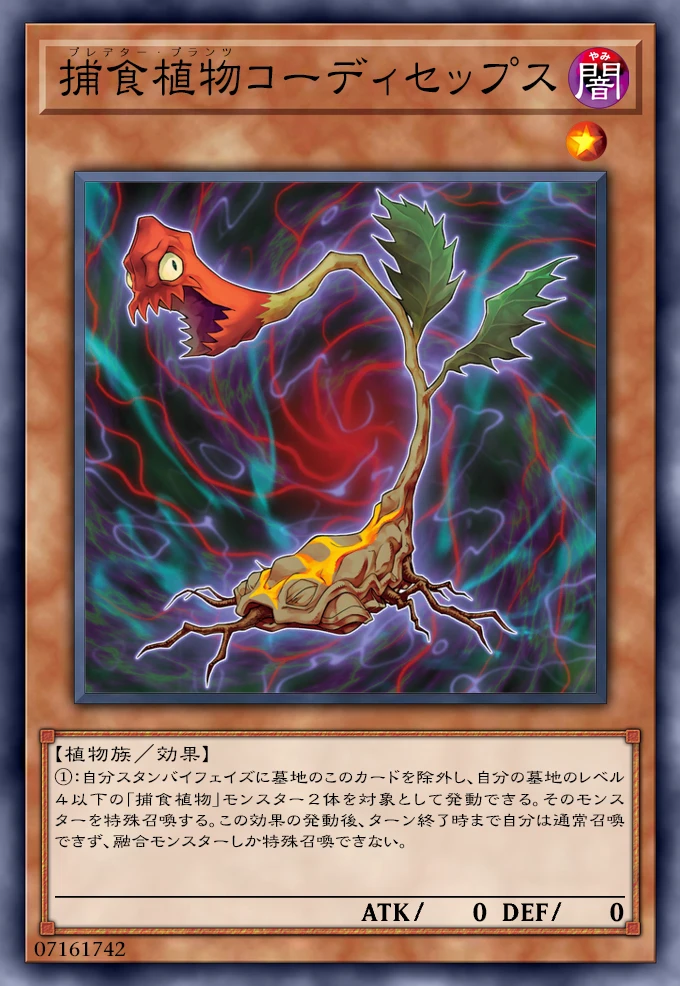 プレデター・プランツ
捕食植物コーディセップス
やみ
闇
【植物族／効果】
①：自分スタンバイフェイズに墓地のこのカードを除外し、自分の墓地のレベル
４以下の「捕食植物」モンスター２体を対象として発動できる。そのモンス
ターを特殊召喚する。この効果の発動後、ターン終了時まで自分は通常召喚
できず、融合モンスターしか特殊召喚できない。
ATK/ 0 DEF/ 0
07161742